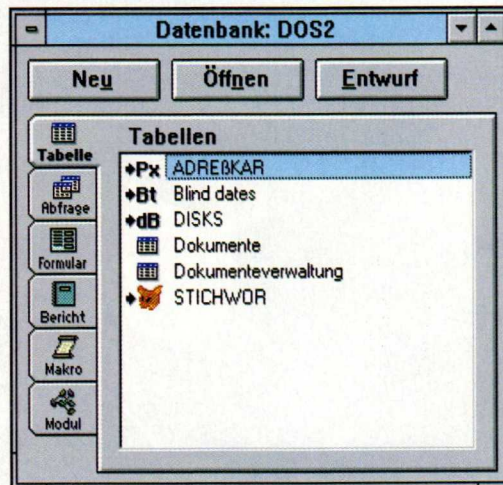 Datenbank: DOS2
Neu Öffnen Entwurf
Tabelle
Abfrage
Formular
Bericht
Makro
Modul
Tabellen
Px ADREßKAR
Bt Blind dates
dB DISKS
Dokumente
Dokumenteverwaltung
STICHWOR